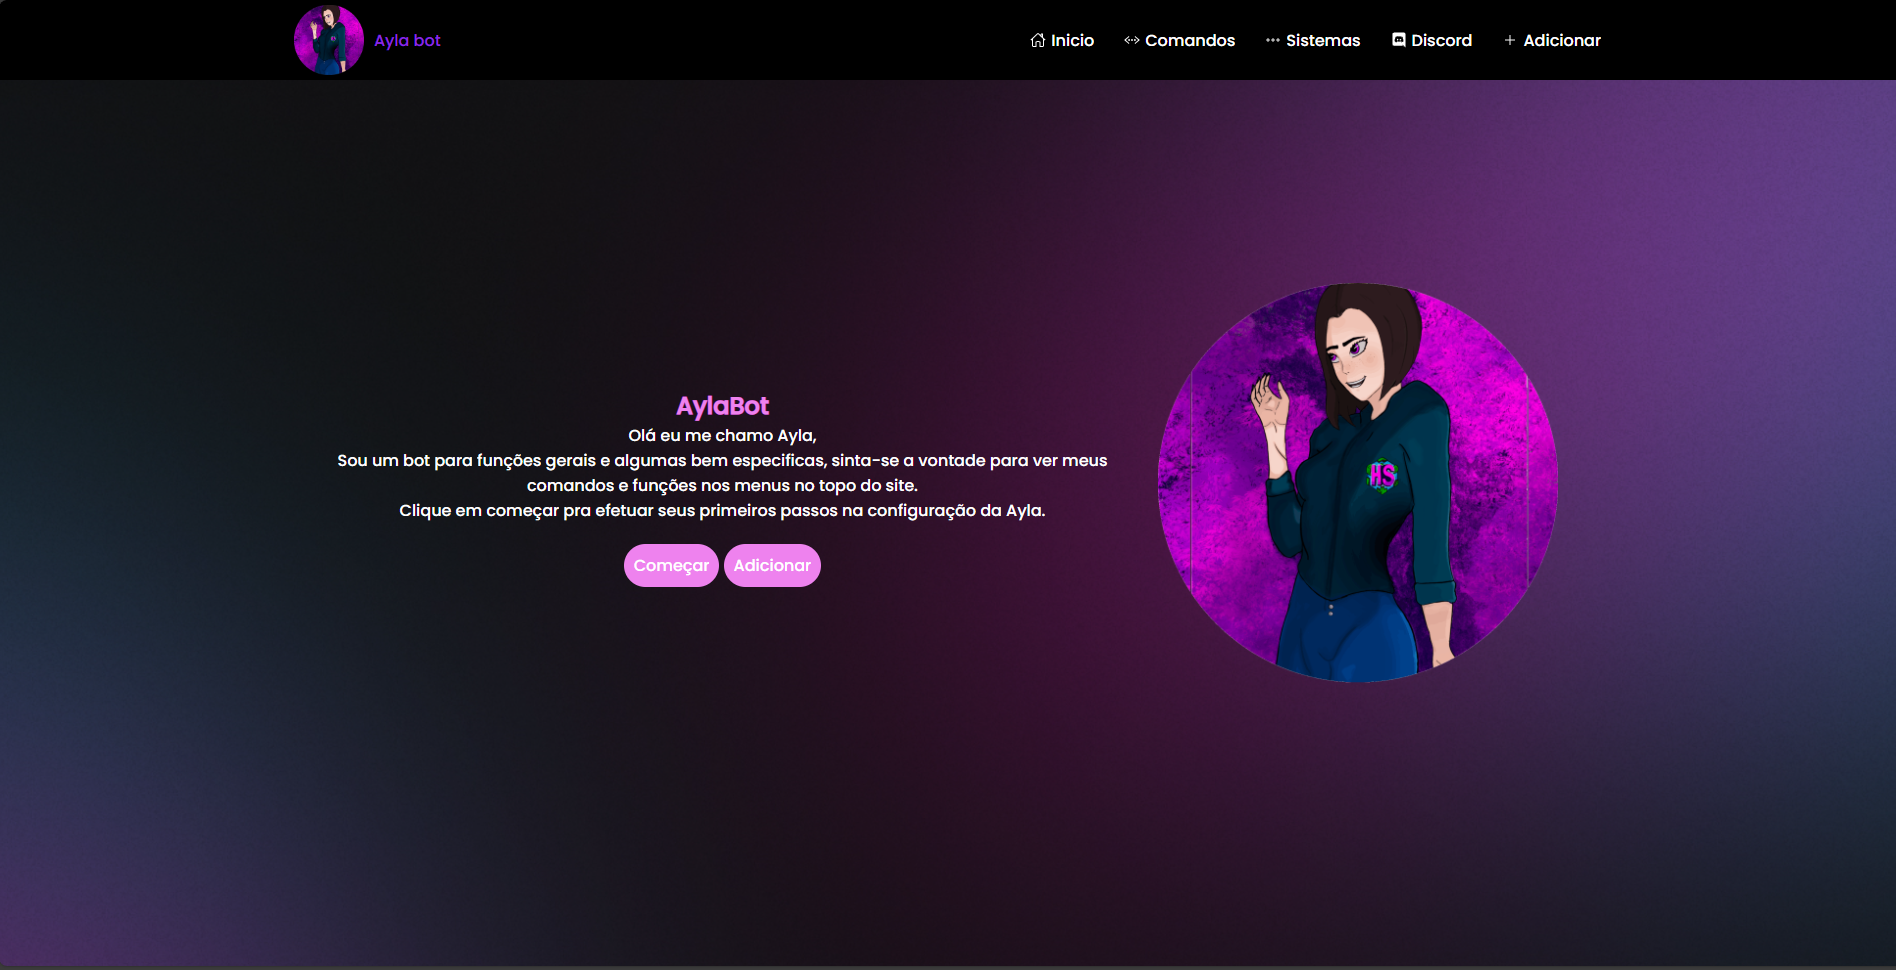 Ayla bot
Inicio
Comandos
Sistemas
Discord
Adicionar
AylaBot
Olá eu me chamo Ayla,
Sou um bot para funções gerais e algumas bem especificas, sinta-se a vontade para ver meus
comandos e funções nos menus no topo do site.
Clique em começar pra efetuar seus primeiros passos na configuração da Ayla.
Começar
Adicionar
HS